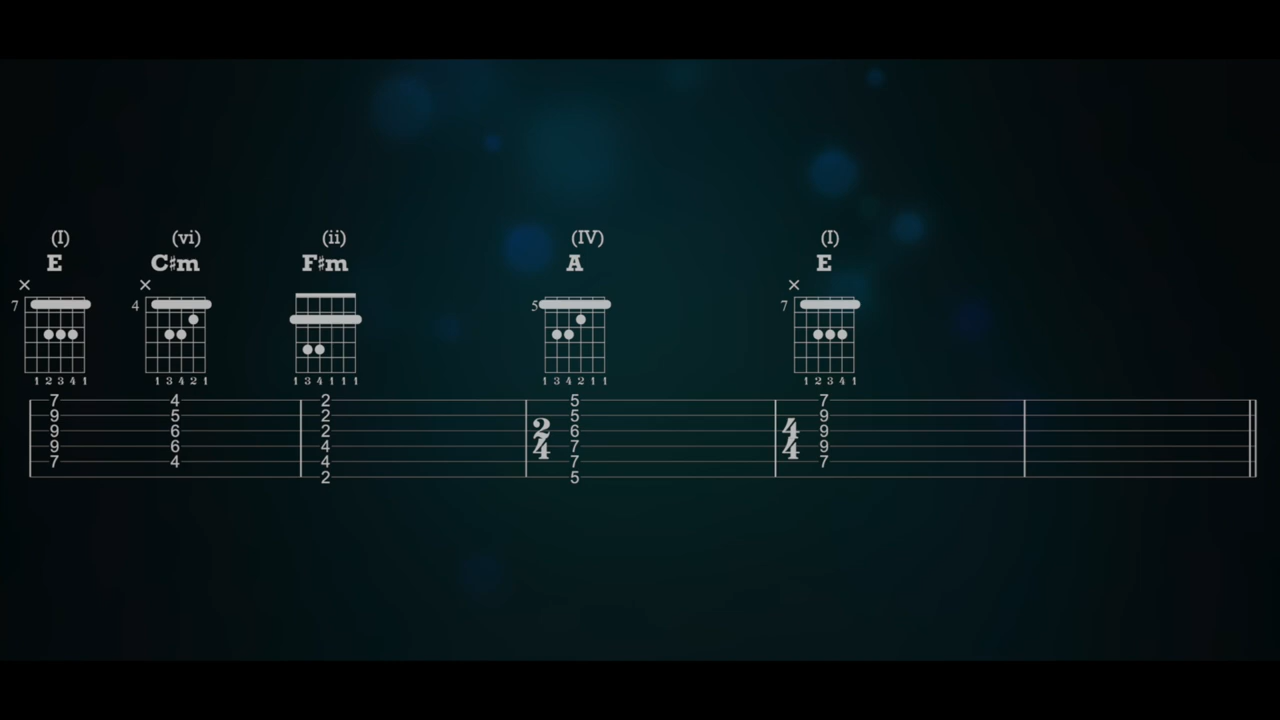 (I) (vi) (ii) (IV) (I)
E C♯m F♯m A E
× × ×
7 4 5 7
1 2 3 4 1 1 3 4 2 1 1 3 4 1 1 1 1 3 4 2 1 1 1 2 3 4 1
7 4 2 5 7
9 5 2 5 9
9 6 2 2 6 4 9
9 6 4 4 7 4 9
7 4 4 7 7
2 5